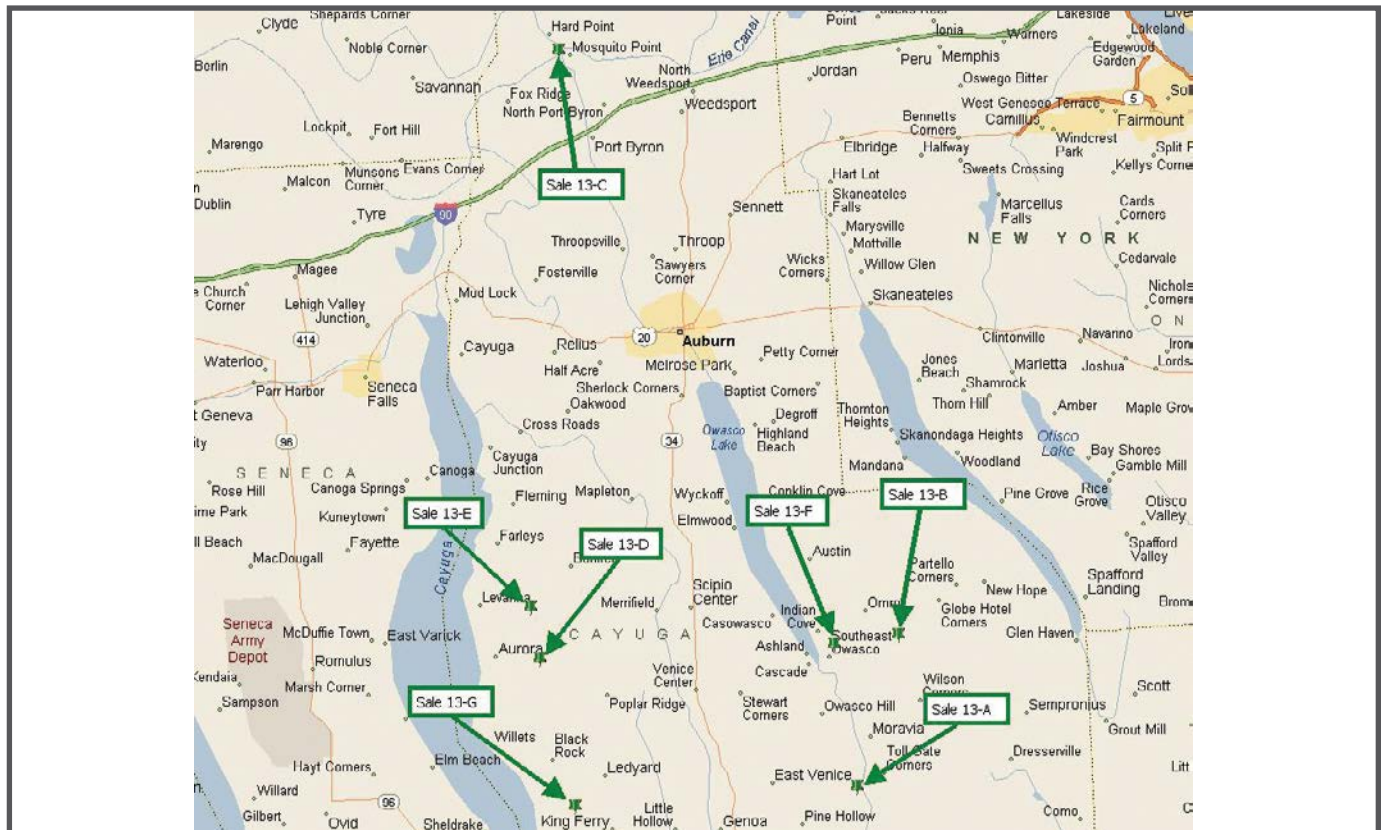 Clyde
Shepards Corner
Hard Point
Point
Ionia
Lakeside
Warners
Lakeland
Noble Corner
Mosquito Point
Erie Canal
Peru
Memphis
Edgewood
Garden
Berlin
Savannah
North
Weedsport
Jordan
Oswego Bitter
Fox Ridge
North Port Byron
Weedsport
West Genesee Terrace
5
Camillus
Fairmount
Lockpit
Fort Hill
Bennetts
Corners
Windcrest
Park
Marengo
Port Byron
Elbridge
Halfway
Split
Munsons
Corner
Evans Corner
Hart Lot
Sweets Crossing
Kellys
Malcon
Sale 13-C
Skaneateles
Falls
Dublin
Tyre
90
Sennett
Marcellus
Falls
Cards
Corners
Marysville
Mottville
NEW YORK
Throopsville
Throop
Magee
Fosterville
Sawyers
Corner
Wicks
Corners
Willow Glen
Cedarvale
Church
Corner
Lehigh Valley
Junction
Mud Lock
Skaneateles
414
20
Auburn
Clintonville
Navanno
Waterloo
Cayuga
Relius
Petty Corner
Half Acre
Melrose Park
Jones
Beach
Marietta
Joshua
Parr Harbor
Seneca
Falls
Sherlock Corners
Baptist Corners
Shamrock
Geneva
Oakwood
Degroff
Thornton
Heights
Thorn Hill
Amber
96
Cross Roads
34
Owasco
Lake
Highland
Beach
Skanondaga Heights
Otisco
Lake
Bay Shores
SENECA
Canoga
Cayuga
Junction
Mandana
Woodland
Gamble Mill
Rose Hill
Canoga Springs
Fleming
Mapleton
Wyckoff
Conklin Cove
Sale 13-B
Pine Grove
Rice
Grove
Otisco
Valley
Kuneytown
Sale 13-E
Elmwood
Sale 13-F
Fayette
Farleys
Sale 13-D
Austin
Spafford
Valley
MacDougall
Cayuga
Partello
Corners
Spafford
Landing
Levanna
Merrifield
Scipio
Center
New Hope
Seneca
Army
Depot
McDuffie Town
East Varick
CAYUGA
Casowasco
Indian
Cove
Globe Hotel
Corners
Glen Haven
Romulus
Aurora
Ashland
Southeast
Owasco
Kendaia
Sampson
Marsh Corner
Venice
Center
Cascade
Wilson
Corners
Scott
Sale 13-G
Poplar Ridge
Stewart
Corners
Owasco Hill
Sale 13-A
Sempronius
Grout Mill
Willets
Black
Rock
Moravia
Toll Gate
Corners
Dresserville
Hayt Corners
Elm Beach
Ledyard
East Venice
Willard
96
Gilbert
Ovid
Sheldrake
King Ferry
Little
Hollow
Genoa
Pine Hollow
Como